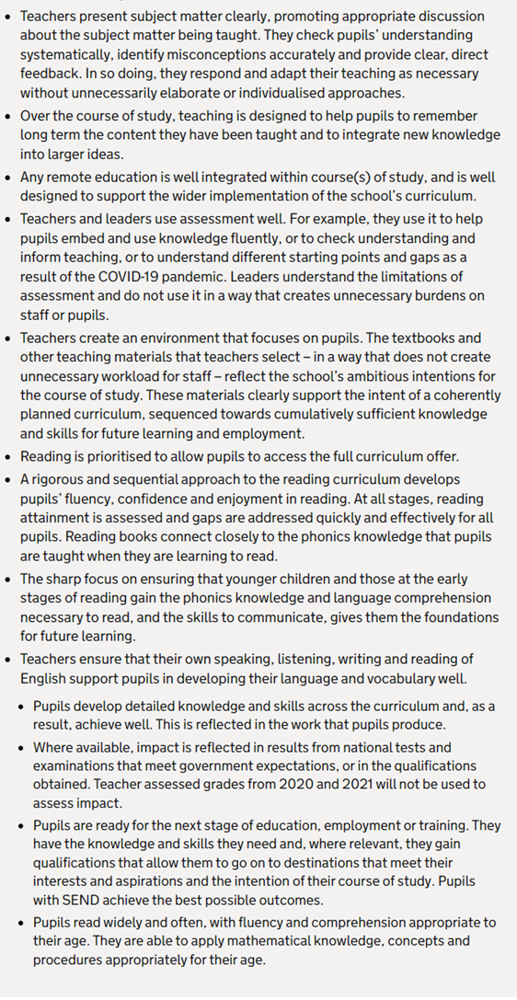 • Teachers present subject matter clearly, promoting appropriate discussion
about the subject matter being taught. They check pupils’ understanding
systematically, identify misconceptions accurately and provide clear, direct
feedback. In so doing, they respond and adapt their teaching as necessary
without unnecessarily elaborate or individualised approaches.
• Over the course of study, teaching is designed to help pupils to remember
long term the content they have been taught and to integrate new knowledge
into larger ideas.
• Any remote education is well integrated within course(s) of study, and is well
designed to support the wider implementation of the school’s curriculum.
• Teachers and leaders use assessment well. For example, they use it to help
pupils embed and use knowledge fluently, or to check understanding and
inform teaching, or to understand different starting points and gaps as a
result of the COVID-19 pandemic. Leaders understand the limitations of
assessment and do not use it in a way that creates unnecessary burdens on
staff or pupils.
• Teachers create an environment that focuses on pupils. The textbooks and
other teaching materials that teachers select – in a way that does not create
unnecessary workload for staff – reflect the school’s ambitious intentions for
the course of study. These materials clearly support the intent of a coherently
planned curriculum, sequenced towards cumulatively sufficient knowledge
and skills for future learning and employment.
• Reading is prioritised to allow pupils to access the full curriculum offer.
• A rigorous and sequential approach to the reading curriculum develops
pupils’ fluency, confidence and enjoyment in reading. At all stages, reading
attainment is assessed and gaps are addressed quickly and effectively for all
pupils. Reading books connect closely to the phonics knowledge that pupils
are taught when they are learning to read.
• The sharp focus on ensuring that younger children and those at the early
stages of reading gain the phonics knowledge and language comprehension
necessary to read, and the skills to communicate, gives them the foundations
for future learning.
• Teachers ensure that their own speaking, listening, writing and reading of
English support pupils in developing their language and vocabulary well.
• Pupils develop detailed knowledge and skills across the curriculum and, as a
result, achieve well. This is reflected in the work that pupils produce.
• Where available, impact is reflected in results from national tests and
examinations that meet government expectations, or in the qualifications
obtained. Teacher assessed grades from 2020 and 2021 will not be used to
assess impact.
• Pupils are ready for the next stage of education, employment or training. They
have the knowledge and skills they need and, where relevant, they gain
qualifications that allow them to go on to destinations that meet their
interests and aspirations and the intention of their course of study. Pupils
with SEND achieve the best possible outcomes.
• Pupils read widely and often, with fluency and comprehension appropriate to
their age. They are able to apply mathematical knowledge, concepts and
procedures appropriately for their age.